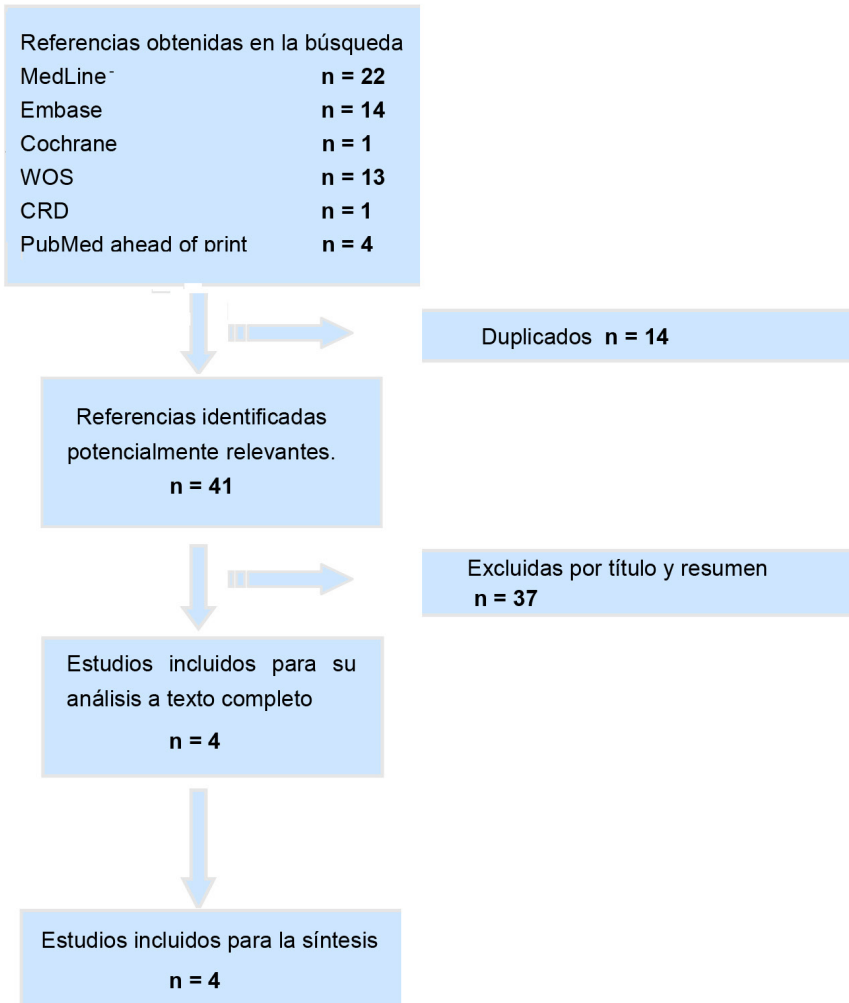 Referencias obtenidas en la búsqueda
MedLine n = 22
Embase n = 14
Cochrane n = 1
WOS n = 13
CRD n = 1
PubMed ahead of print n = 4
Duplicados n = 14
Referencias identificadas
potencialmente relevantes.
n = 41
Excluidas por título y resumen
n = 37
Estudios incluidos para su
análisis a texto completo
n = 4
Estudios incluidos para la síntesis
n = 4